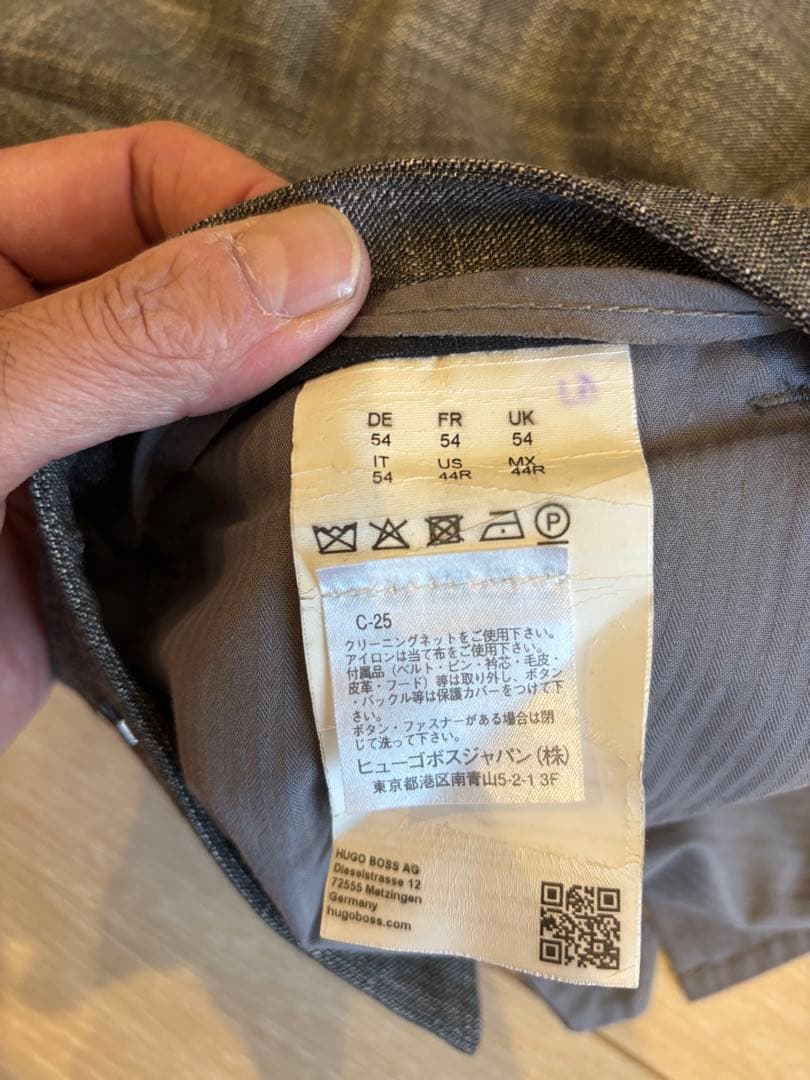 DE FR UK
54 54 54
IT US MX
54 44R 44R
P
C-25
クリーニングネットをご使用下さい。
アイロンは当て布をご使用下さい。
付属品（ベルト・ピン・衿芯・毛皮・
皮革・フード）等は取り外し、ボタン
・バックル等は保護カバーをつけて下
さい。
ボタン・ファスナーがある場合は閉
じて洗って下さい。
ヒューゴボスジャパン（株）
東京都港区南青山5-2-1 3F
HUGO BOSS AG
Dieselstrasse 12
72555 Metzingen
Germany
hugoboss.com